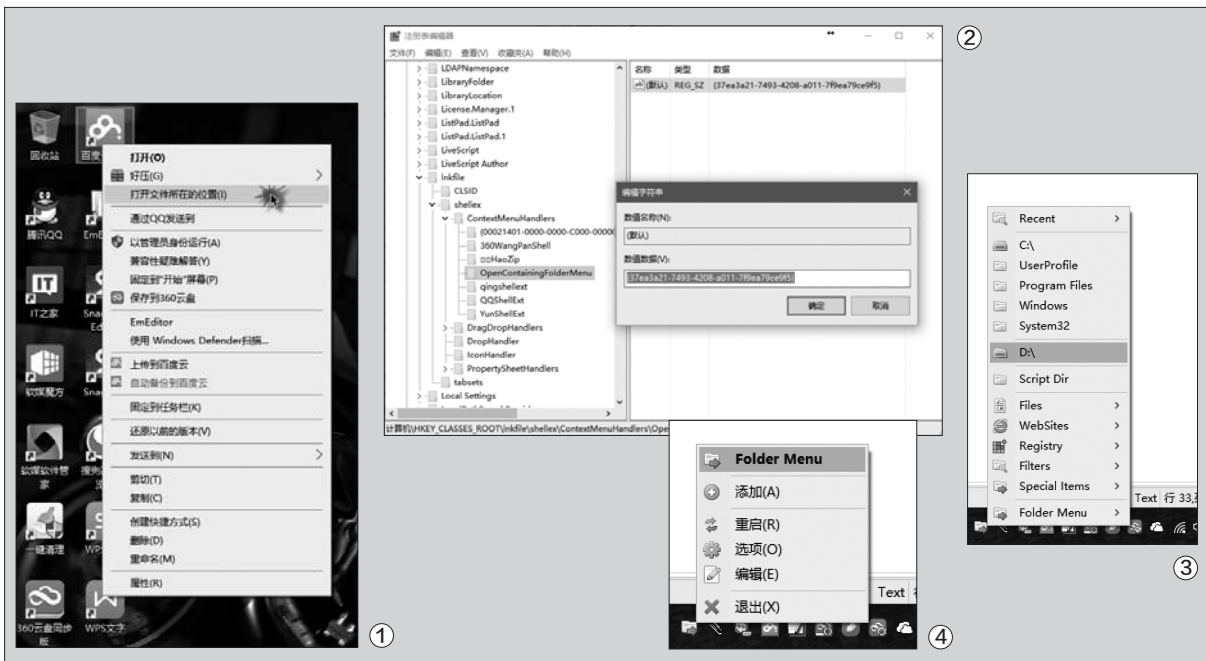 回收站
腾讯QQ
IT之家
软媒魔方
软媒软件管
家
一键清理
360云盘同步
版
WPS文字
打开(O)
好压(G)
打开文件所在的位置(I)
通过QQ发送到
以管理员身份运行(A)
兼容性疑难解答(Y)
固定到"开始"屏幕(P)
保存到360云盘
EmEditor
使用 Windows Defender扫描...
上传到百度云
自动备份到百度云
固定到任务栏(K)
还原以前的版本(V)
发送到(N)
剪切(T)
复制(C)
创建快捷方式(S)
删除(D)
重命名(M)
属性(R)
①
注册表编辑器
文件(F) 编辑(E) 查看(V) 收藏夹(A) 帮助(H)
LDAPNamespace
LibraryFolder
LibraryLocation
License.Manager.1
ListPad.ListPad
ListPad.ListPad.1
LiveScript
LiveScript Author
lnkfile
CLSID
shellex
ContextMenuHandlers
{00021401-0000-0000-C000-00000
360WangPanShell
□□HaoZip
OpenContainingFolderMenu
qingshellext
QQShellExt
YunShellExt
DragDropHandlers
DropHandler
IconHandler
PropertySheetHandlers
tabsets
Local Settings
名称 类型 数据
(默认) REG_SZ {37ea3a21-7493-4208-a011-7f9ea79ce9f5}
编辑字符串
数值名称(N):
(默认)
数值数据(V):
{37ea3a21-7493-4208-a011-7f9ea79ce9f5}
确定 取消
计算机\HKEY_CLASSES_ROOT\lnkfile\shellex\ContextMenuHandlers\Ope
②
Recent
C:\
UserProfile
Program Files
Windows
System32
D:\
Script Dir
Files
WebSites
Registry
Filters
Special Items
Folder Menu
Text 行 33,
③
Folder Menu
添加(A)
重启(R)
选项(O)
编辑(E)
退出(X)
Text
④